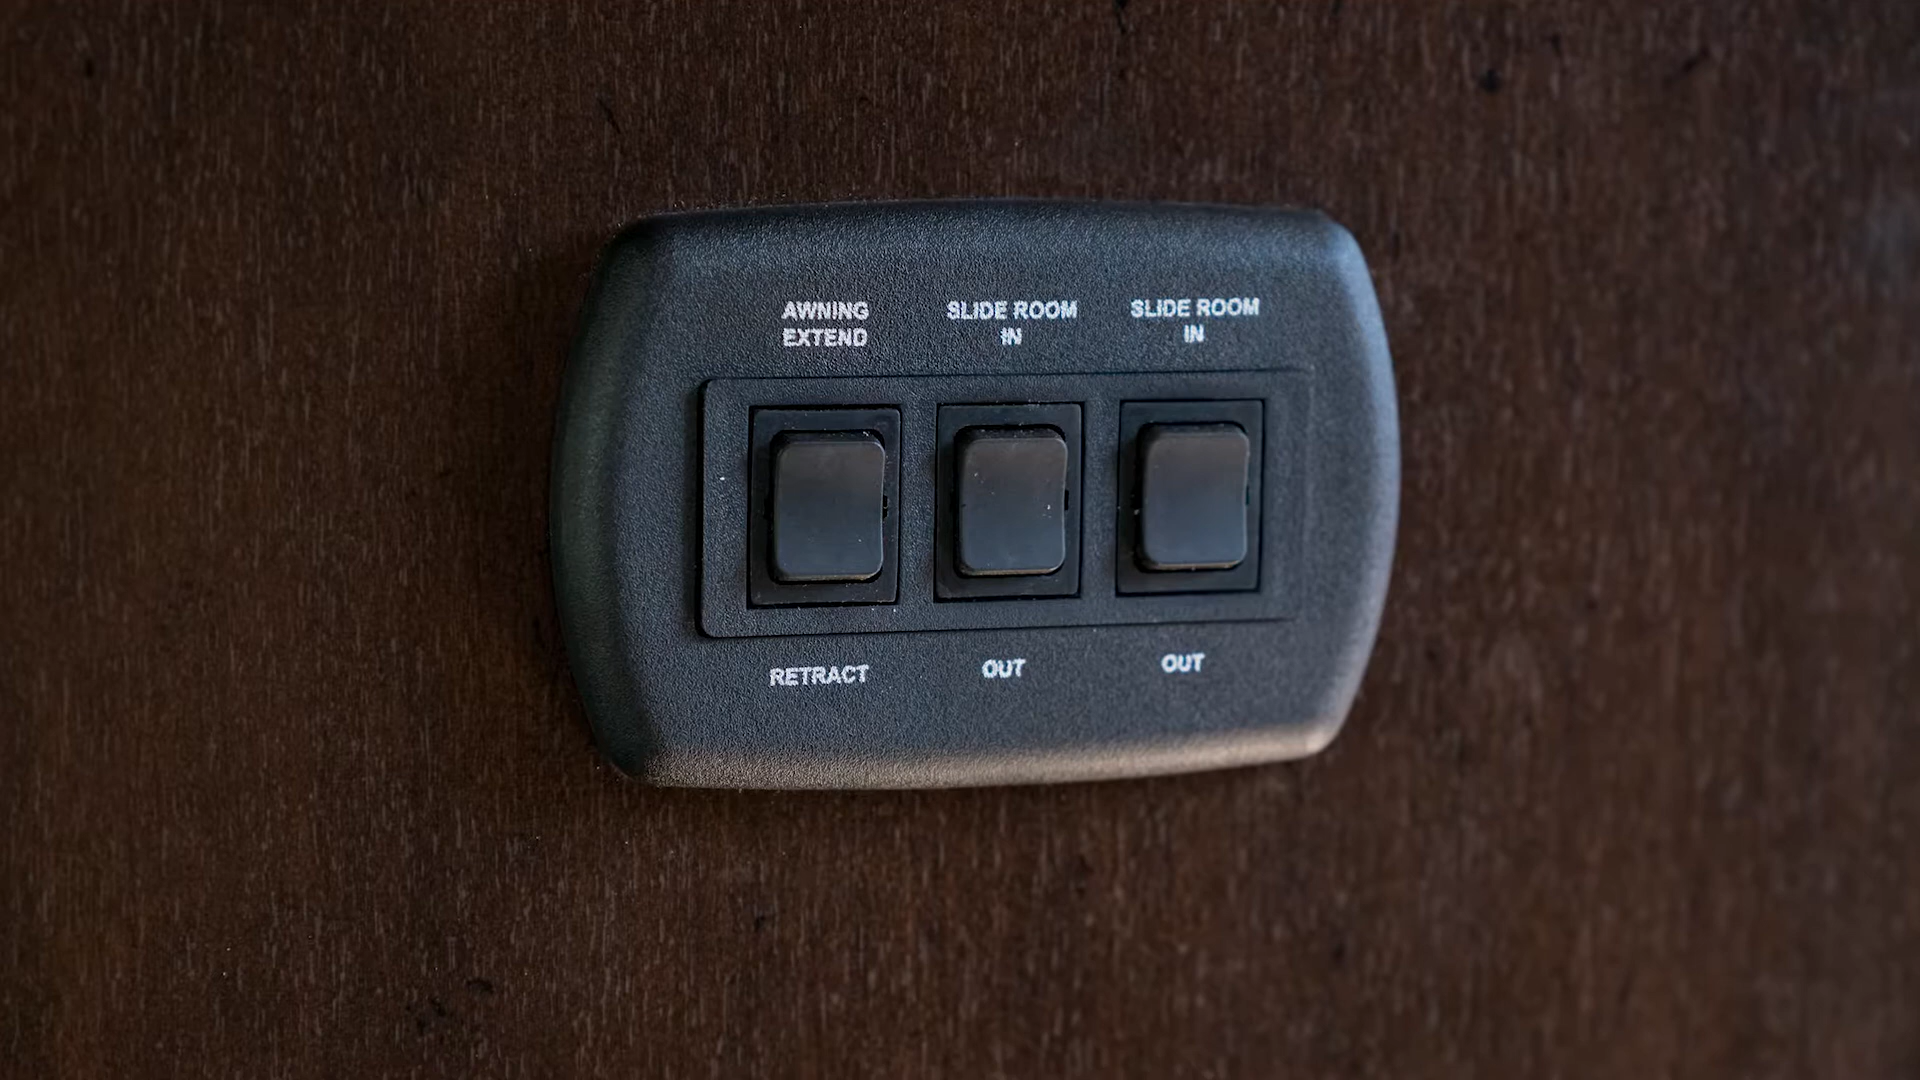 AWNING
EXTEND
SLIDE ROOM
IN
SLIDE ROOM
IN
RETRACT
OUT
OUT